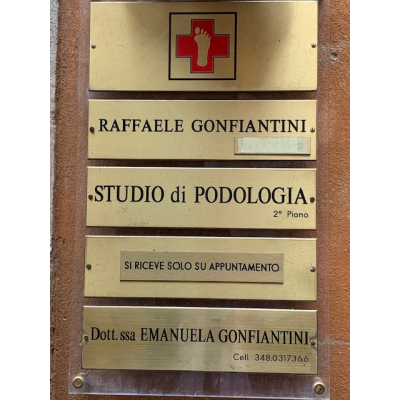 RAFFAELE GONFIANTINI
2
STUDIO di PODOLOGIA
2° Piano
SI RICEVE SOLO SU APPUNTAMENTO
Dott.ssa EMANUELA GONFIANTINI
Cell. 348.0317366